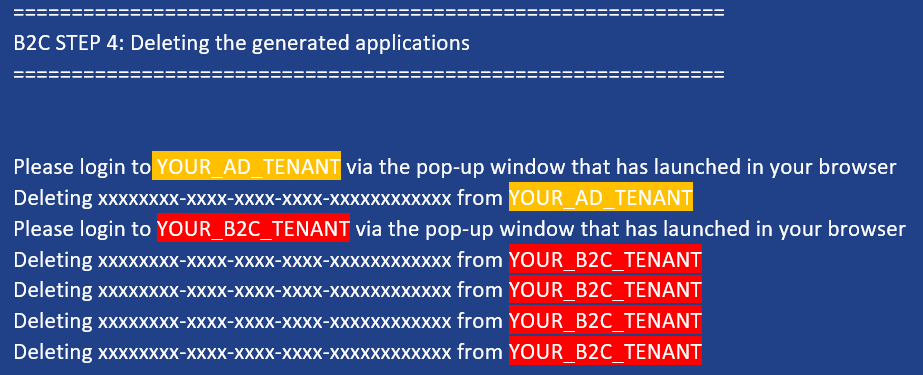 =============================================================
B2C STEP 4: Deleting the generated applications
=============================================================
Please login to YOUR_AD_TENANT via the pop-up window that has launched in your browser
Deleting xxxxxxxx-xxxx-xxxx-xxxx-xxxxxxxxxxxx from YOUR_AD_TENANT
Please login to YOUR_B2C_TENANT via the pop-up window that has launched in your browser
Deleting xxxxxxxx-xxxx-xxxx-xxxx-xxxxxxxxxxxx from YOUR_B2C_TENANT
Deleting xxxxxxxx-xxxx-xxxx-xxxx-xxxxxxxxxxxx from YOUR_B2C_TENANT
Deleting xxxxxxxx-xxxx-xxxx-xxxx-xxxxxxxxxxxx from YOUR_B2C_TENANT
Deleting xxxxxxxx-xxxx-xxxx-xxxx-xxxxxxxxxxxx from YOUR_B2C_TENANT